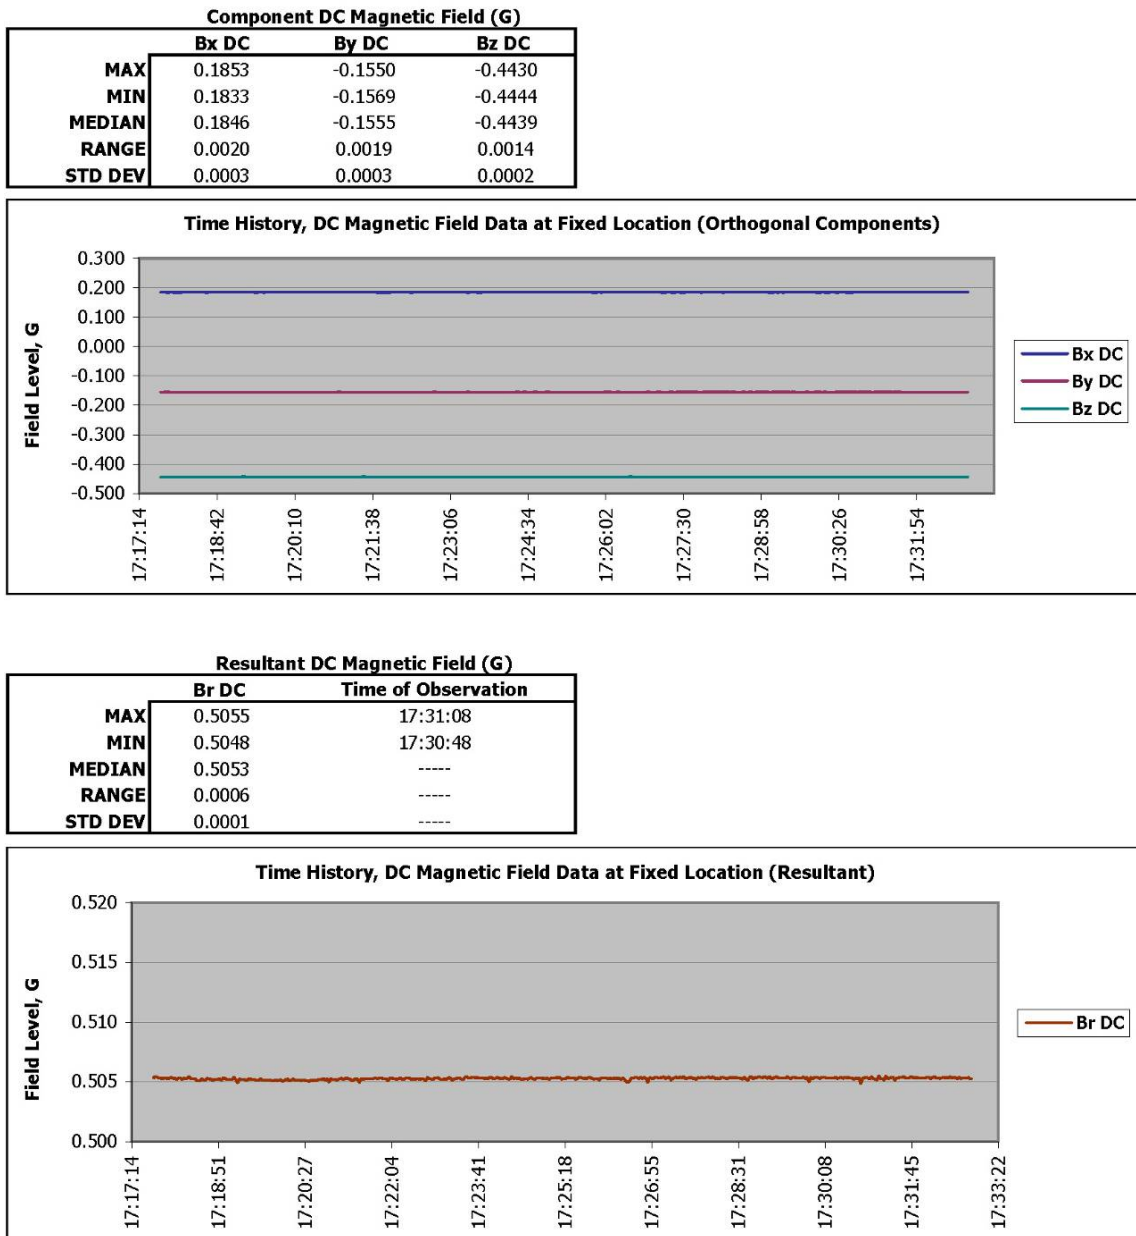 Component DC Magnetic Field (G)
Bx DC By DC Bz DC
MAX 0.1853 -0.1550 -0.4430
MIN 0.1833 -0.1569 -0.4444
MEDIAN 0.1846 -0.1555 -0.4439
RANGE 0.0020 0.0019 0.0014
STD DEV 0.0003 0.0003 0.0002
Time History, DC Magnetic Field Data at Fixed Location (Orthogonal Components)
Field Level, G
0.300
0.200
0.100
0.000
-0.100
-0.200
-0.300
-0.400
-0.500
17:17:14 17:18:42 17:20:10 17:21:38 17:23:06 17:24:34 17:26:02 17:27:30 17:28:58 17:30:26 17:31:54
Bx DC
By DC
Bz DC
Resultant DC Magnetic Field (G)
Br DC Time of Observation
MAX 0.5055 17:31:08
MIN 0.5048 17:30:48
MEDIAN 0.5053 -----
RANGE 0.0006 -----
STD DEV 0.0001 -----
Time History, DC Magnetic Field Data at Fixed Location (Resultant)
Field Level, G
0.520
0.515
0.510
0.505
0.500
17:17:14 17:18:51 17:20:27 17:22:04 17:23:41 17:25:18 17:26:55 17:28:31 17:30:08 17:31:45 17:33:22
Br DC